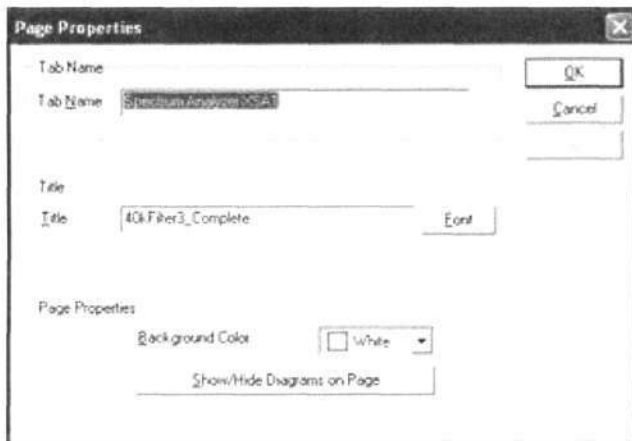 Page Properties
Tab Name
Tab Name Spectrum Analyzer-XSA1
OK
Cancel
Title
Title 40kFilter3_Complete Font
Page Properties
Background Color White
Show/Hide Diagrams on Page